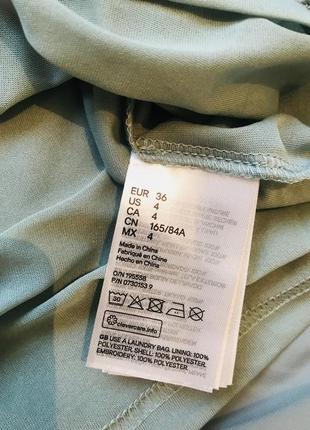 EUR 36
US 4
CA 4
CN 165/84A
MX 4
Made in China
Fabriqué en Chine
Hecho en China
O/N 195558
P/N 0730153 9
30
clevercare.info
GB USE A LAUNDRY BAG. LINING: 100%
POLYESTER. SHELL: 100% POLYESTER.
EMBROIDERY: 100% POLYESTER